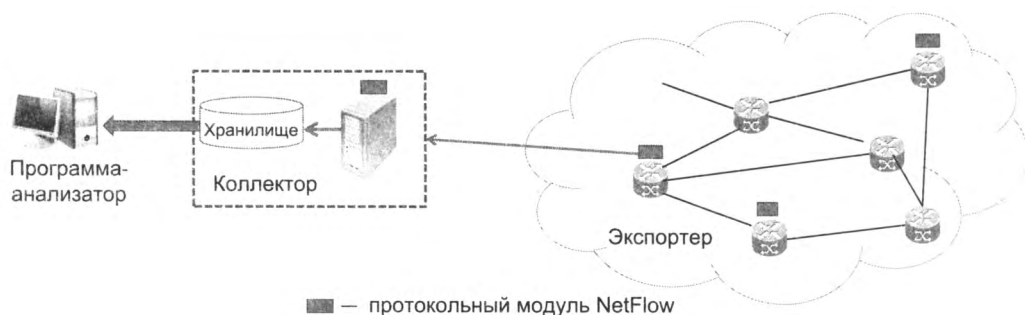 Хранилище
Программа-
анализатор
Коллектор
Экспортер
— протокольный модуль NetFlow